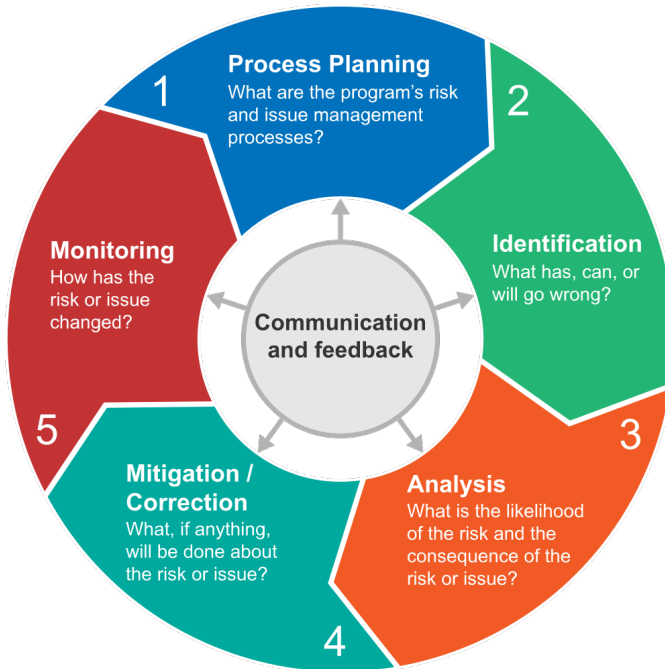 1
Process Planning
What are the program's risk
and issue management
processes?
2
Identification
What has, can, or
will go wrong?
3
Analysis
What is the likelihood
of the risk and the
consequence of the
risk or issue?
4
Mitigation /
Correction
What, if anything,
will be done about
the risk or issue?
5
Monitoring
How has the
risk or issue
changed?
Communication
and feedback